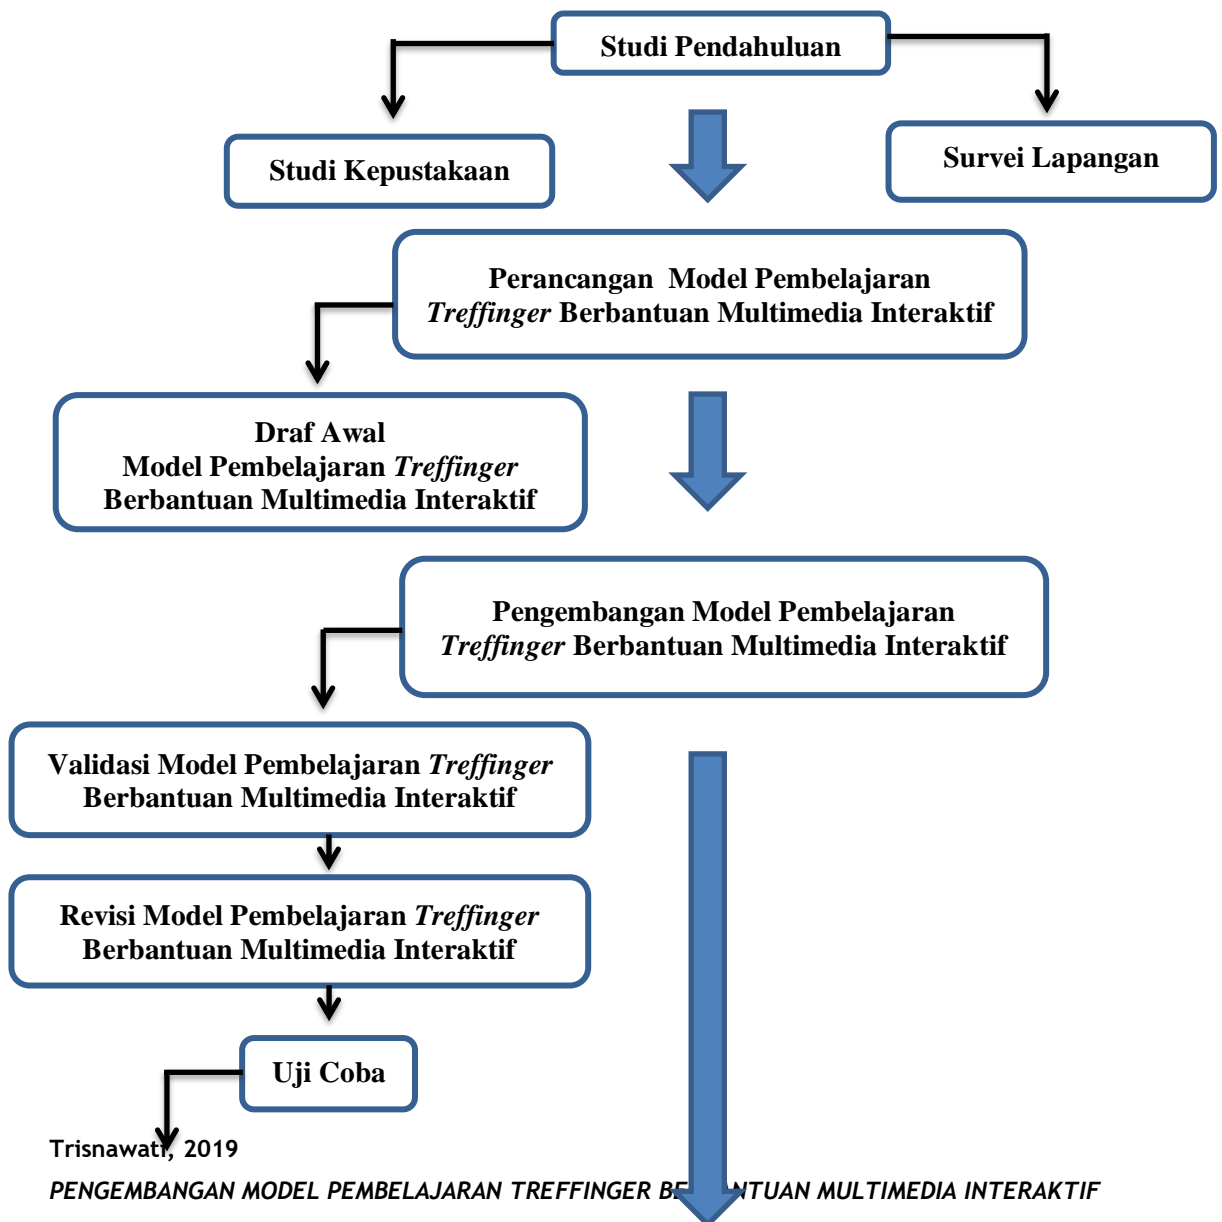 Studi Pendahuluan
Studi Kepustakaan
Survei Lapangan
Perancangan Model Pembelajaran
Treffinger Berbantuan Multimedia Interaktif
Draf Awal
Model Pembelajaran Treffinger
Berbantuan Multimedia Interaktif
Pengembangan Model Pembelajaran
Treffinger Berbantuan Multimedia Interaktif
Validasi Model Pembelajaran Treffinger
Berbantuan Multimedia Interaktif
Revisi Model Pembelajaran Treffinger
Berbantuan Multimedia Interaktif
Uji Coba
Trisnawati, 2019
PENGEMBANGAN MODEL PEMBELAJARAN TREFFINGER BERBANTUAN MULTIMEDIA INTERAKTIF